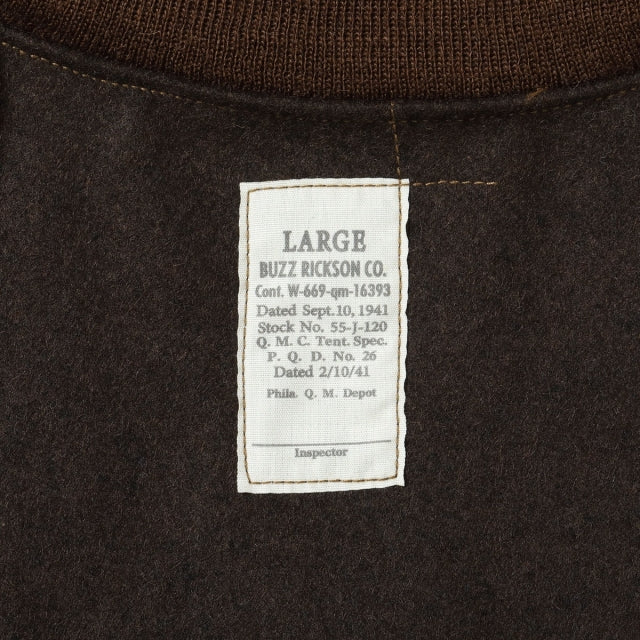 LARGE
BUZZ RICKSON CO.
Cont. W-669-qm-16393
Dated Sept. 10, 1941
Stock No. 55-J-120
Q. M. C. Tent. Spec.
P. Q. D. No. 26
Dated 2/10/41
Phila. Q. M. Depot
Inspector